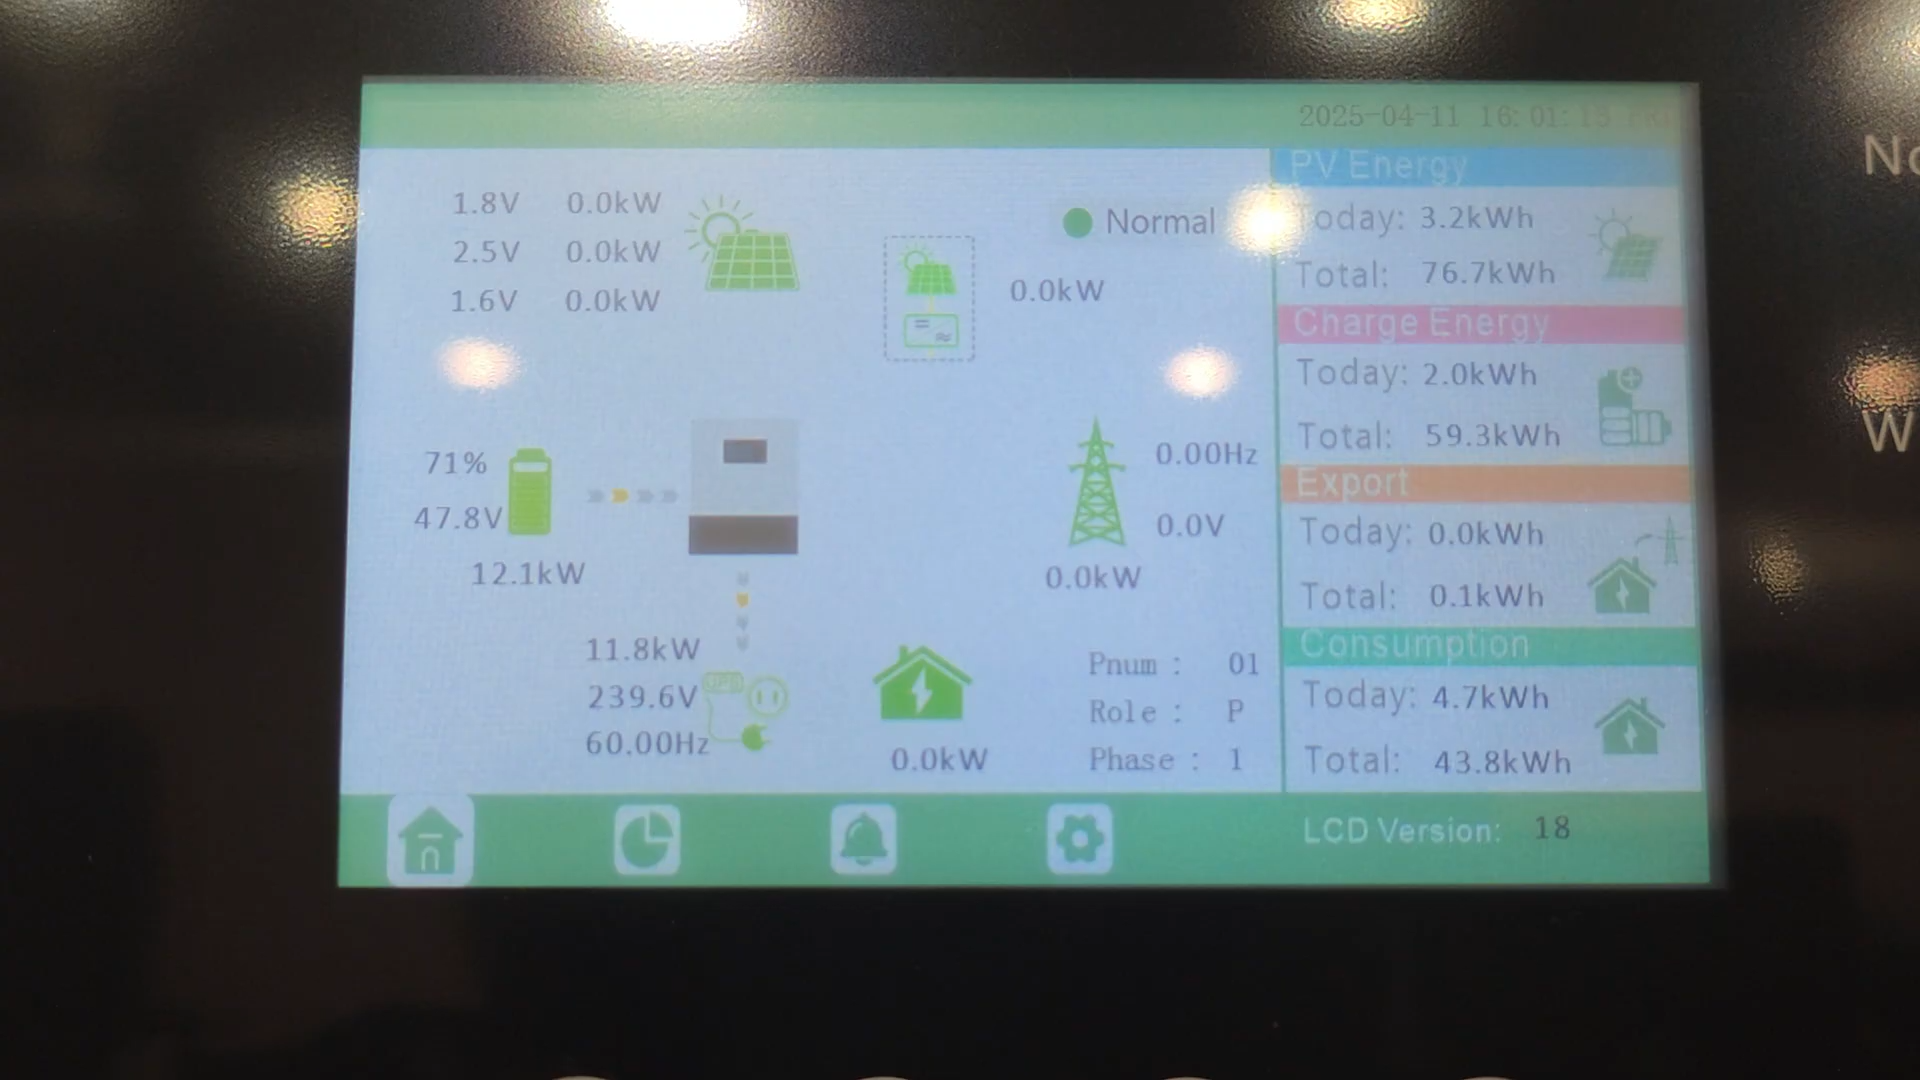 2025-04-11 16:01:18 FRI
1.8V 0.0kW
2.5V 0.0kW
1.6V 0.0kW
Normal
0.0kW
71%
47.8V
12.1kW
0.00Hz
0.0V
0.0kW
11.8kW
239.6V
60.00Hz
UPS
0.0kW
Pnum : 01
Role : P
Phase : 1
PV Energy
Today: 3.2kWh
Total: 76.7kWh
Charge Energy
Today: 2.0kWh
Total: 59.3kWh
Export
Today: 0.0kWh
Total: 0.1kWh
Consumption
Today: 4.7kWh
Total: 43.8kWh
LCD Version: 18